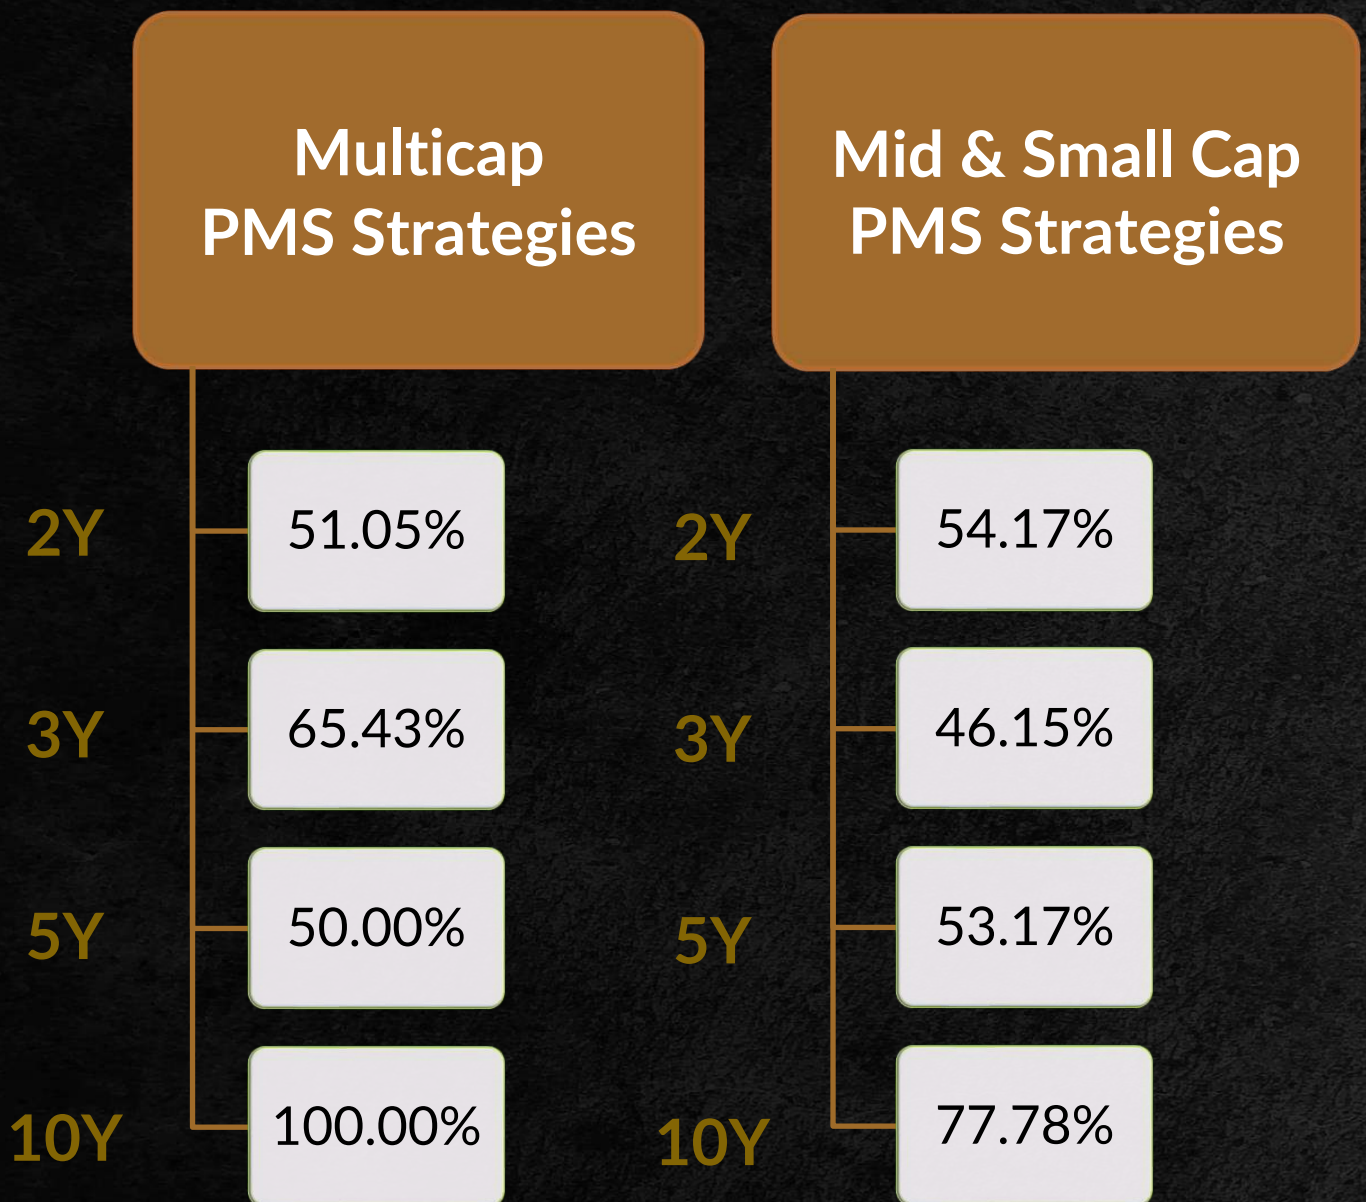 Multicap
PMS Strategies
2Y
51.05%
3Y
65.43%
5Y
50.00%
10Y
100.00%
Mid & Small Cap
PMS Strategies
2Y
54.17%
3Y
46.15%
5Y
53.17%
10Y
77.78%